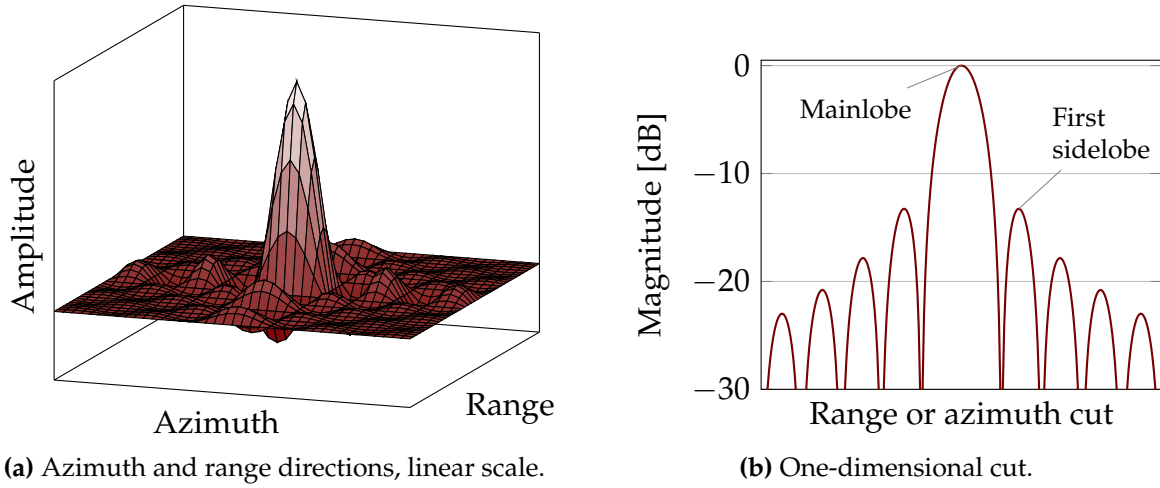 Amplitude
Azimuth
Range
(a) Azimuth and range directions, linear scale.
0
−10
−20
−30
Magnitude [dB]
Mainlobe
First
sidelobe
Range or azimuth cut
(b) One-dimensional cut.